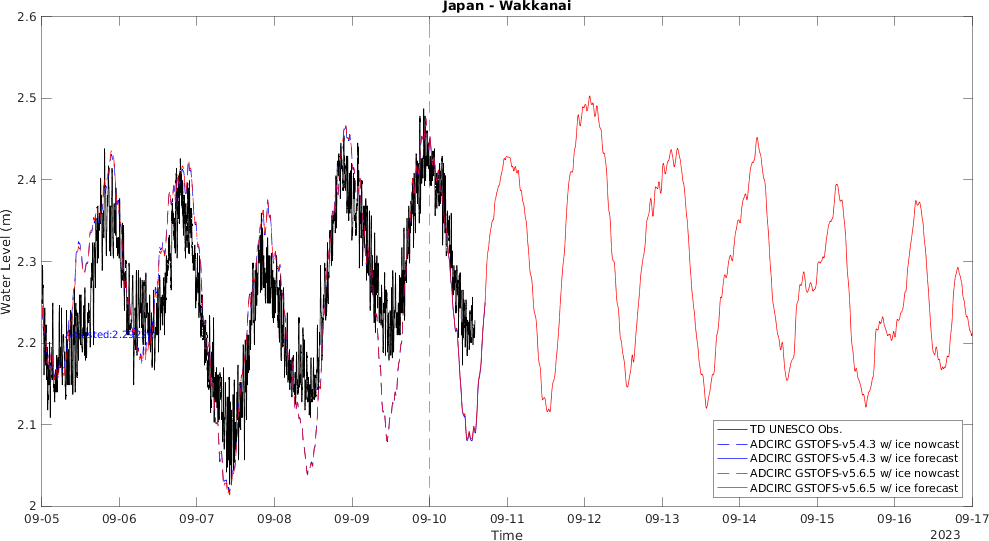 Japan - Wakkanai
Water Level (m)
2.6
2.5
2.4
2.3
2.2
2.1
2
09-05
09-06
09-07
09-08
09-09
09-10
09-11
09-12
09-13
09-14
09-15
09-16
09-17
Time
2023
TD UNESCO Obs.
ADCIRC GSTOFS-v5.4.3 w/ ice nowcast
ADCIRC GSTOFS-v5.4.3 w/ ice forecast
ADCIRC GSTOFS-v5.6.5 w/ ice nowcast
ADCIRC GSTOFS-v5.6.5 w/ ice forecast